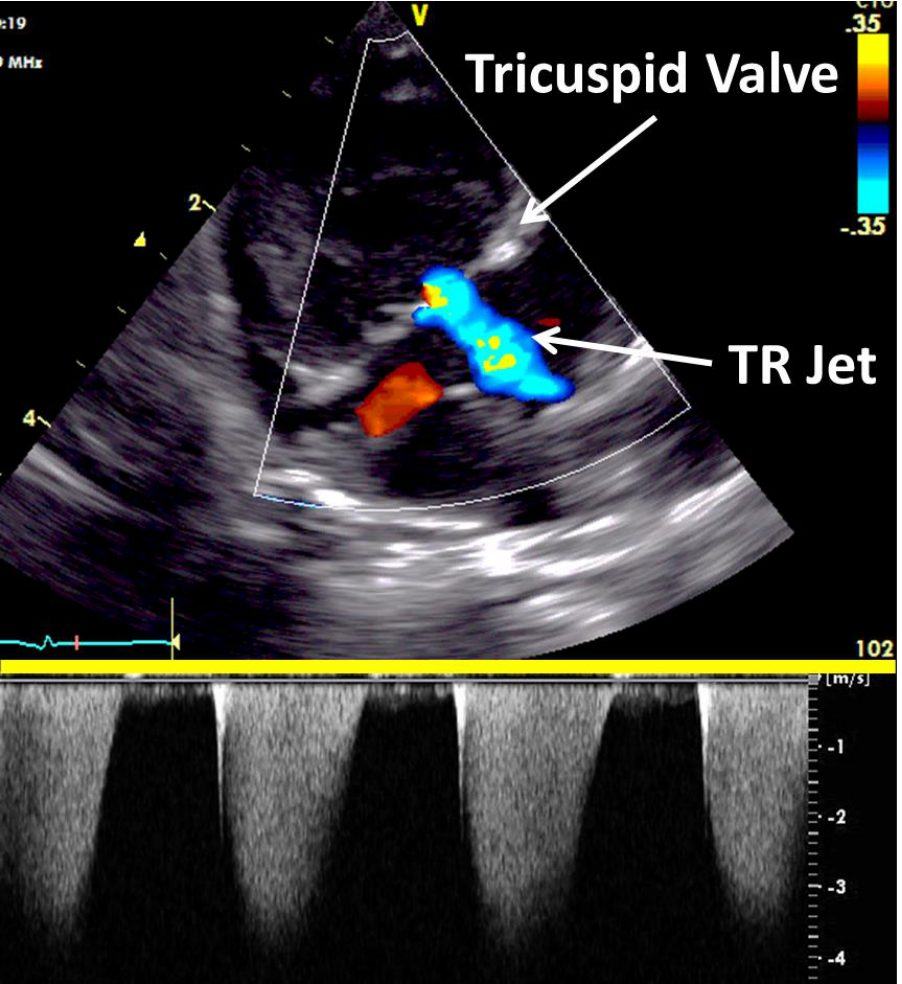 :19
.35
V
MHz
Tricuspid Valve
2
-.35
TR Jet
4
102
[m/s]
-1
-2
-3
-4